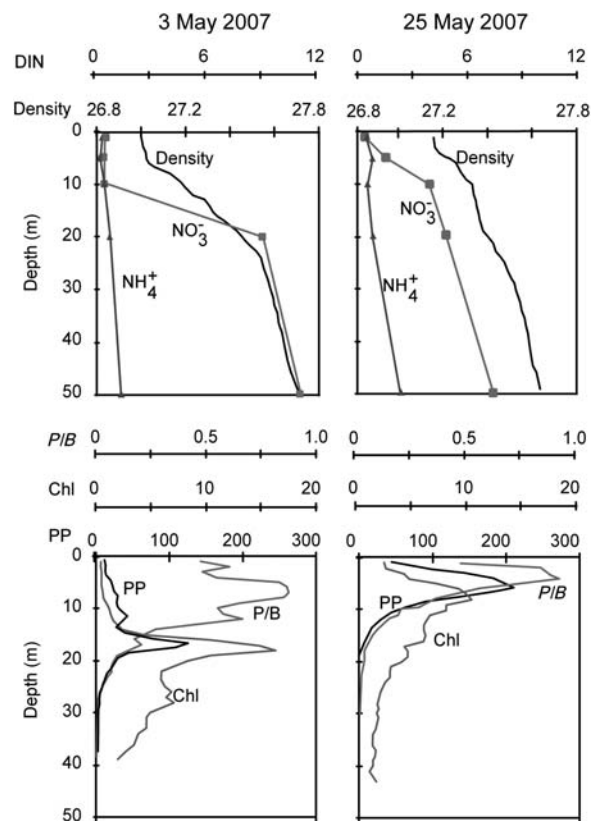 3 May 2007 25 May 2007
DIN 0 6 12 0 6 12
Density 26.8 27.2 27.8 26.8 27.2 27.8
0
10
20
30
40
50
Depth (m)
Density
NO3-
NH4+
Density
NO3-
NH4+
P/B 0 0.5 1.0 0 0.5 1.0
Chl 0 10 20 0 10 20
PP 0 100 200 300 0 100 200 300
0
10
20
30
40
50
Depth (m)
PP
P/B
Chl
PP
P/B
Chl